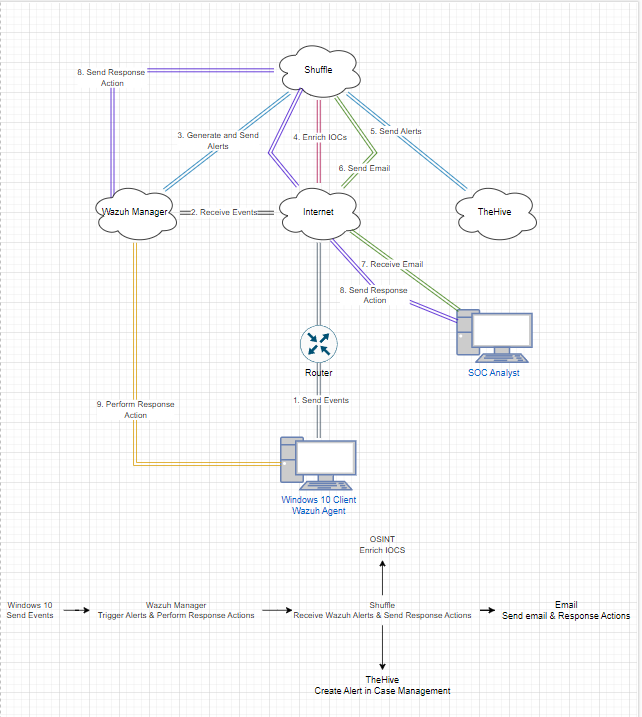 Shuffle
8. Send Response
Action
3. Generate and Send
Alerts
4. Enrich IOCs
5. Send Alerts
6. Send Email
Wazuh Manager
2. Receive Events
Internet
TheHive
7. Receive Email
8. Send Response
Action
Router
SOC Analyst
1. Send Events
9. Perform Response
Action
Windows 10 Client
Wazuh Agent
OSINT
Enrich IOCS
Windows 10
Send Events
Wazuh Manager
Trigger Alerts & Perform Response Actions
Shuffle
Receive Wazuh Alerts & Send Response Actions
Email
Send email & Response Actions
TheHive
Create Alert in Case Management